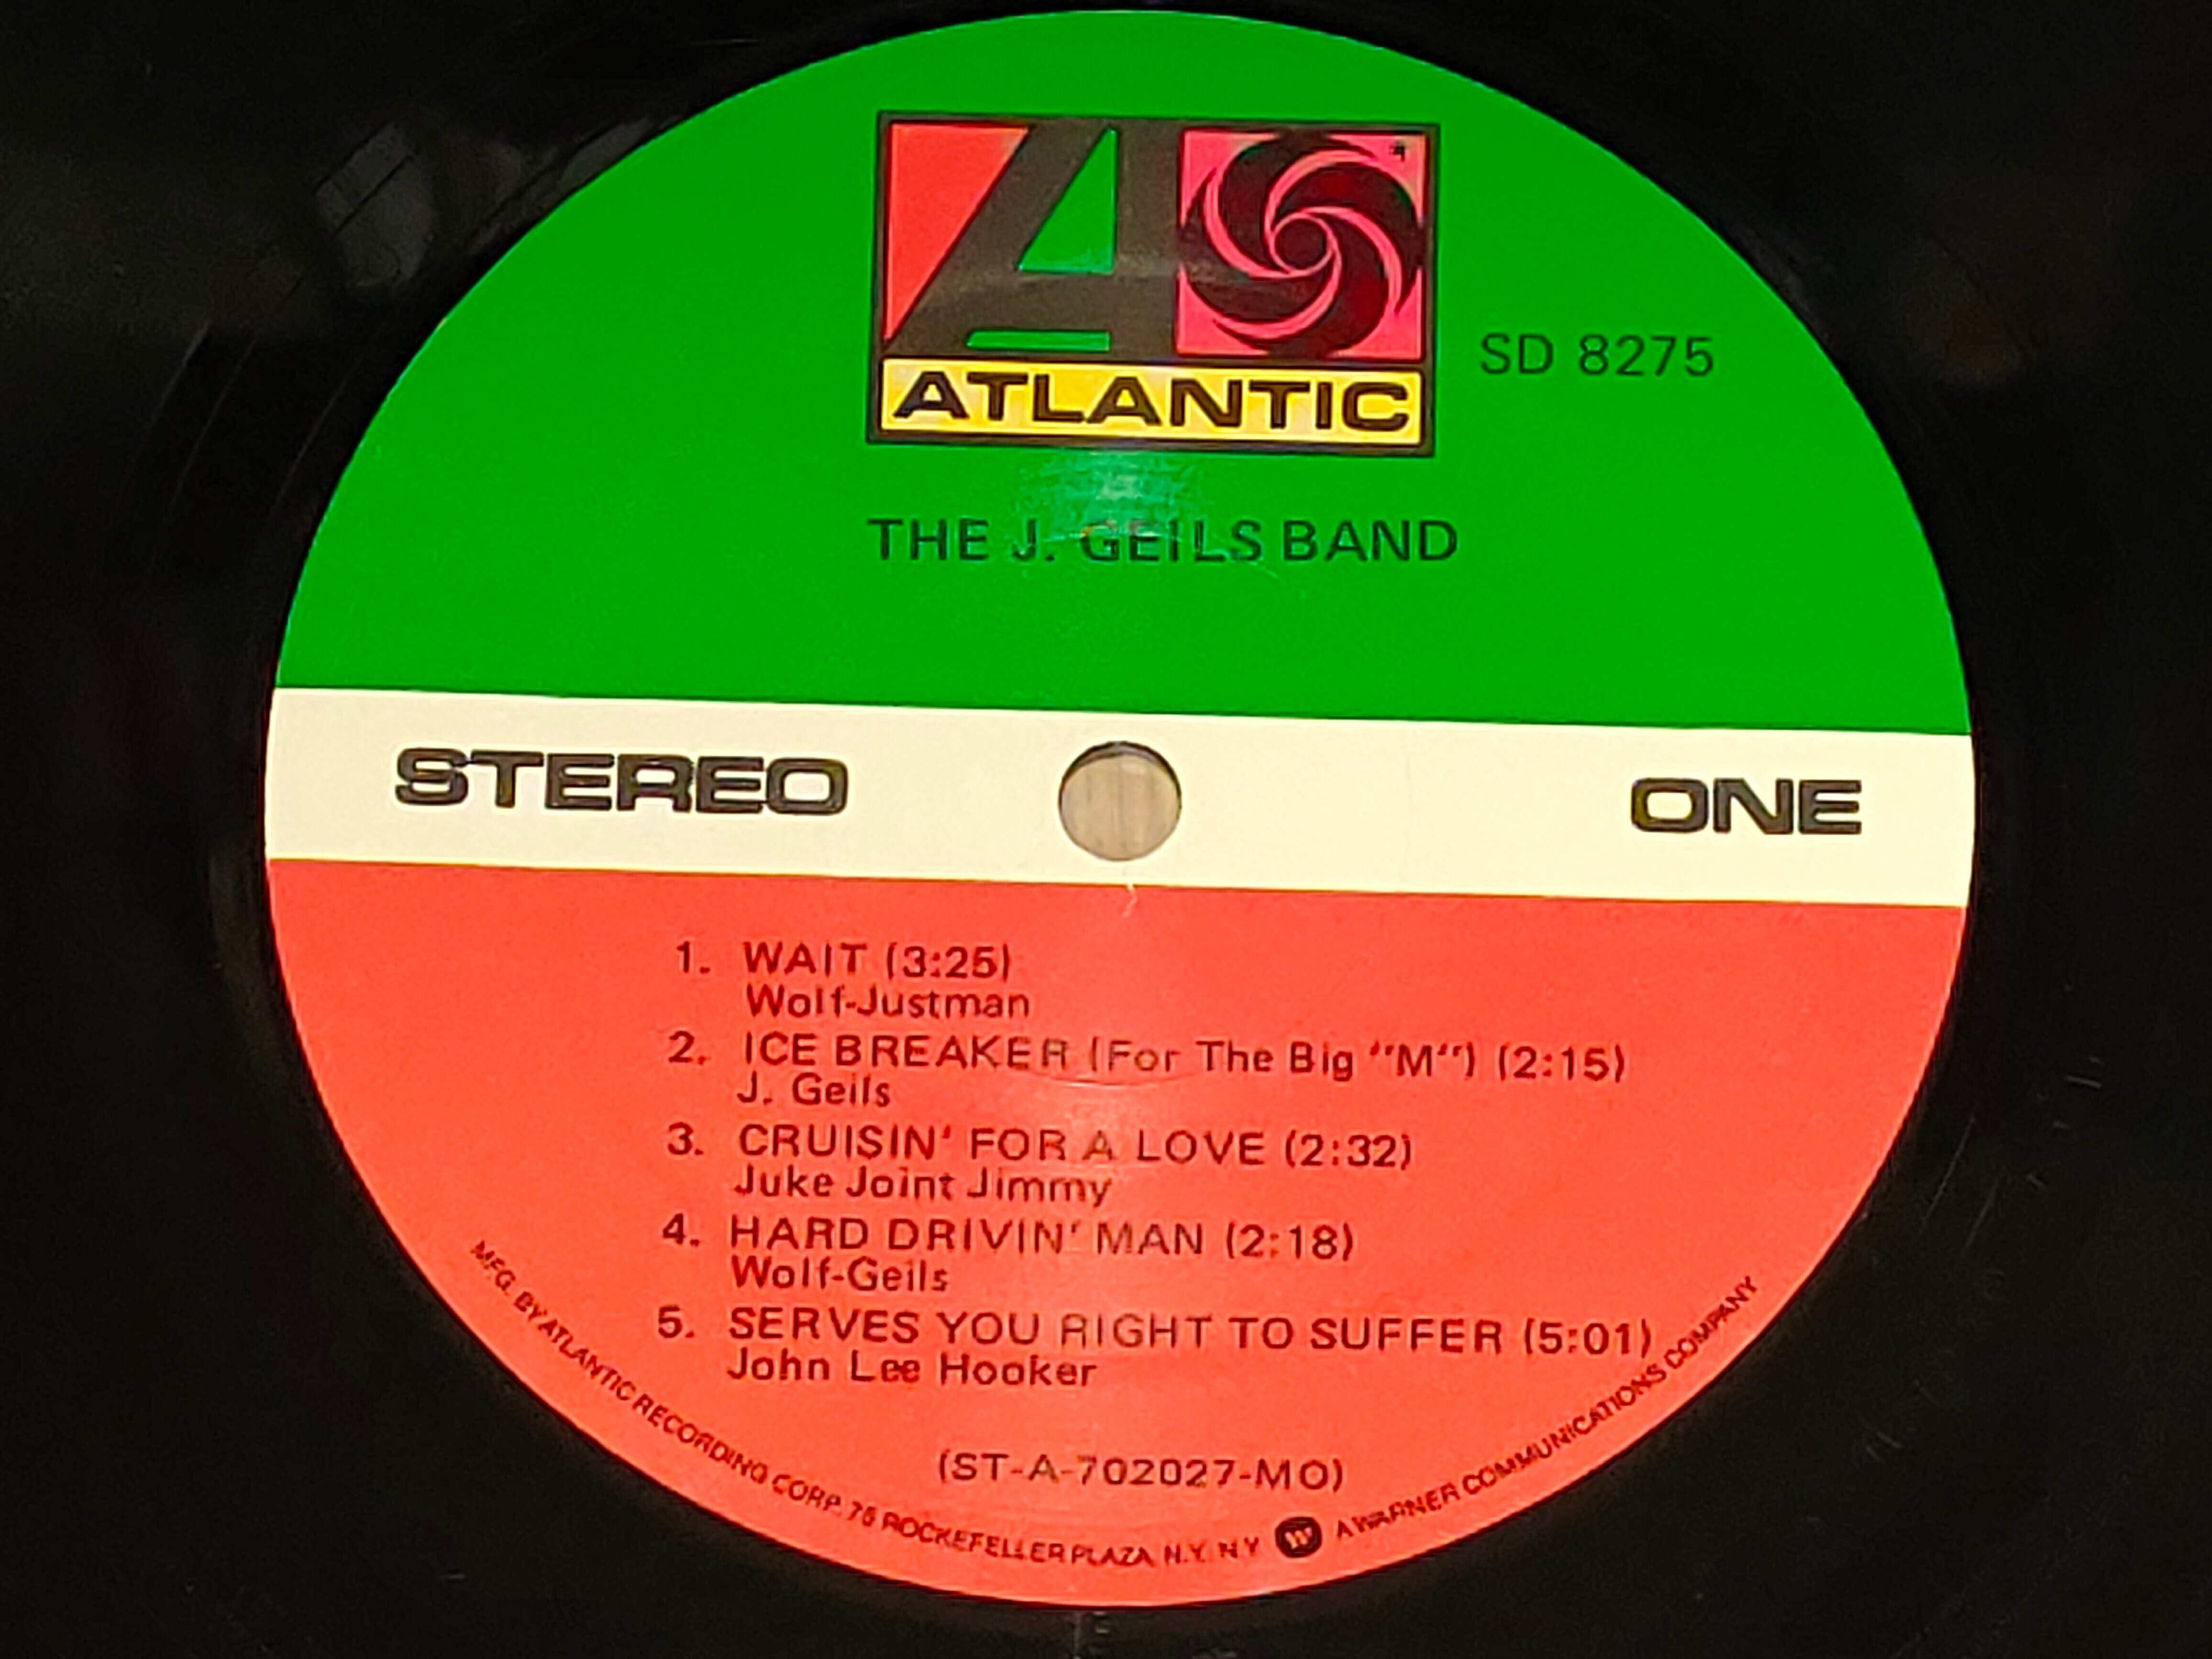 ATLANTIC
SD 8275
THE J. GEILS BAND
STEREO
ONE
1. WAIT (3:25)
Wolf-Justman
2. ICE BREAKER (For The Big "M") (2:15)
J. Geils
3. CRUISIN' FOR A LOVE (2:32)
Juke Joint Jimmy
4. HARD DRIVIN' MAN (2:18)
Wolf-Geils
5. SERVES YOU RIGHT TO SUFFER (5:01)
John Lee Hooker
(ST-A-702027-MO)
MFG. BY ATLANTIC RECORDING CORP. 75 ROCKEFELLER PLAZA N.Y. N.Y. W A WARNER COMMUNICATIONS COMPANY